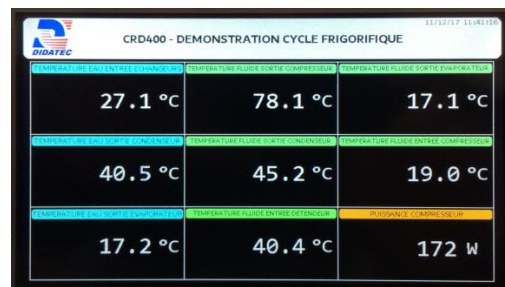 11/12/17 11:41:16
DIDATEC
CRD400 - DEMONSTRATION CYCLE FRIGORIFIQUE
TEMPERATURE EAU ENTREE ECHANGEURS
TEMPERATURE FLUIDE SORTIE COMPRESSEUR
TEMPERATURE FLUIDE SORTIE EVAPORATEUR
27.1 °C
78.1 °C
17.1 °C
TEMPERATURE EAU SORTIE CONDENSEUR
TEMPERATURE FLUIDE SORTIE CONDENSEUR
TEMPERATURE FLUIDE ENTREE COMPRESSEUR
40.5 °C
45.2 °C
19.0 °C
TEMPERATURE EAU SORTIE EVAPORATEUR
TEMPERATURE FLUIDE ENTREE DETENDEUR
PUISSANCE COMPRESSEUR
17.2 °C
40.4 °C
172 W